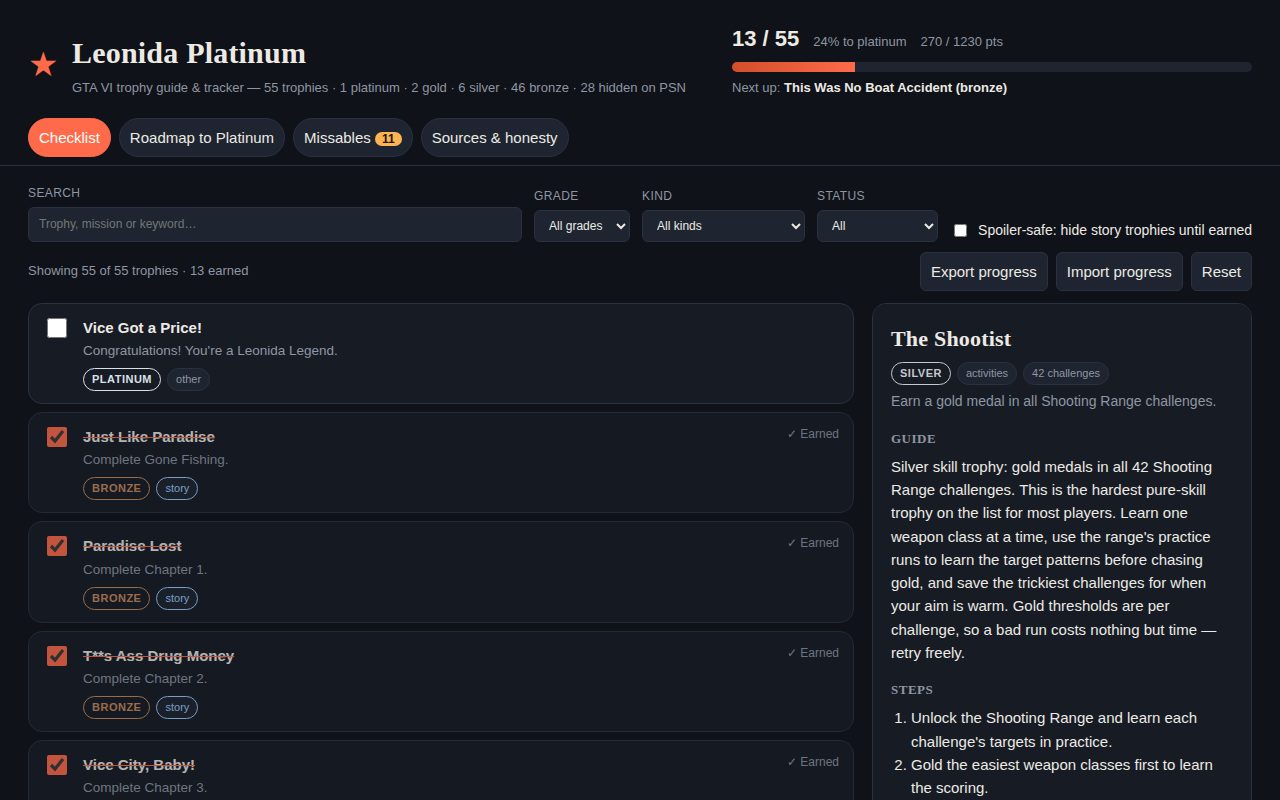 Leonida Platinum
GTA VI trophy guide & tracker — 55 trophies · 1 platinum · 2 gold · 6 silver · 46 bronze · 28 hidden on PSN
13 / 55 24% to platinum 270 / 1230 pts
Next up: This Was No Boat Accident (bronze)
Checklist
Roadmap to Platinum
Missables 11
Sources & honesty
SEARCH
Trophy, mission or keyword…
GRADE
All grades
KIND
All kinds
STATUS
All
Spoiler-safe: hide story trophies until earned
Showing 55 of 55 trophies · 13 earned
Export progress
Import progress
Reset
Vice Got a Price!
Congratulations! You're a Leonida Legend.
PLATINUM other
Just Like Paradise
✓ Earned
Complete Gone Fishing.
BRONZE story
Paradise Lost
✓ Earned
Complete Chapter 1.
BRONZE story
T**s Ass Drug Money
✓ Earned
Complete Chapter 2.
BRONZE story
Vice City, Baby!
✓ Earned
Complete Chapter 3.
The Shootist
SILVER activities 42 challenges
Earn a gold medal in all Shooting Range challenges.
GUIDE
Silver skill trophy: gold medals in all 42 Shooting
Range challenges. This is the hardest pure-skill
trophy on the list for most players. Learn one
weapon class at a time, use the range's practice
runs to learn the target patterns before chasing
gold, and save the trickiest challenges for when
your aim is warm. Gold thresholds are per
challenge, so a bad run costs nothing but time —
retry freely.
STEPS
1. Unlock the Shooting Range and learn each
challenge's targets in practice.
2. Gold the easiest weapon classes first to learn
the scoring.